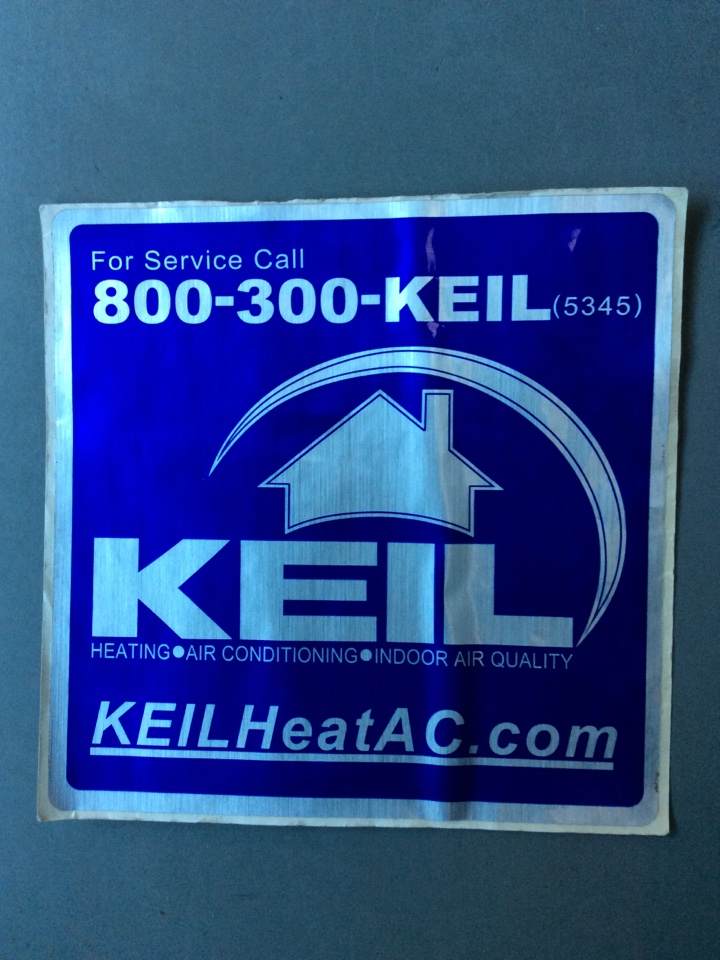 For Service Call
800-300-KEIL(5345)
KEIL
HEATING●AIR CONDITIONING●INDOOR AIR QUALITY
KEILHeatAC.com